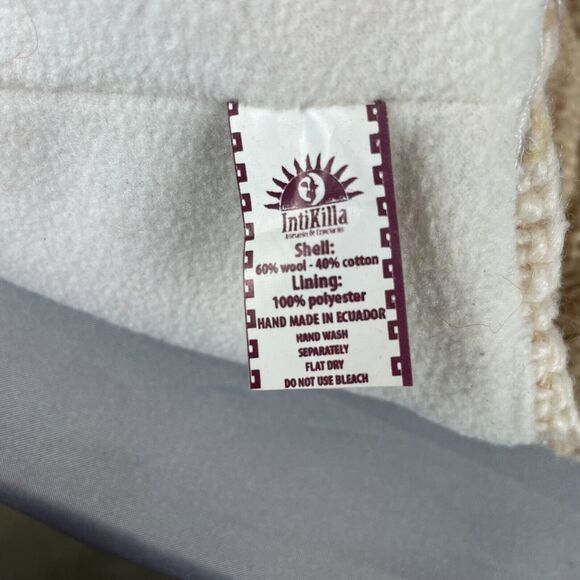 IntiKilla
Shell:
60% wool - 40% cotton
Lining:
100% polyester
HAND MADE IN ECUADOR
HAND WASH
SEPARATELY
FLAT DRY
DO NOT USE BLEACH